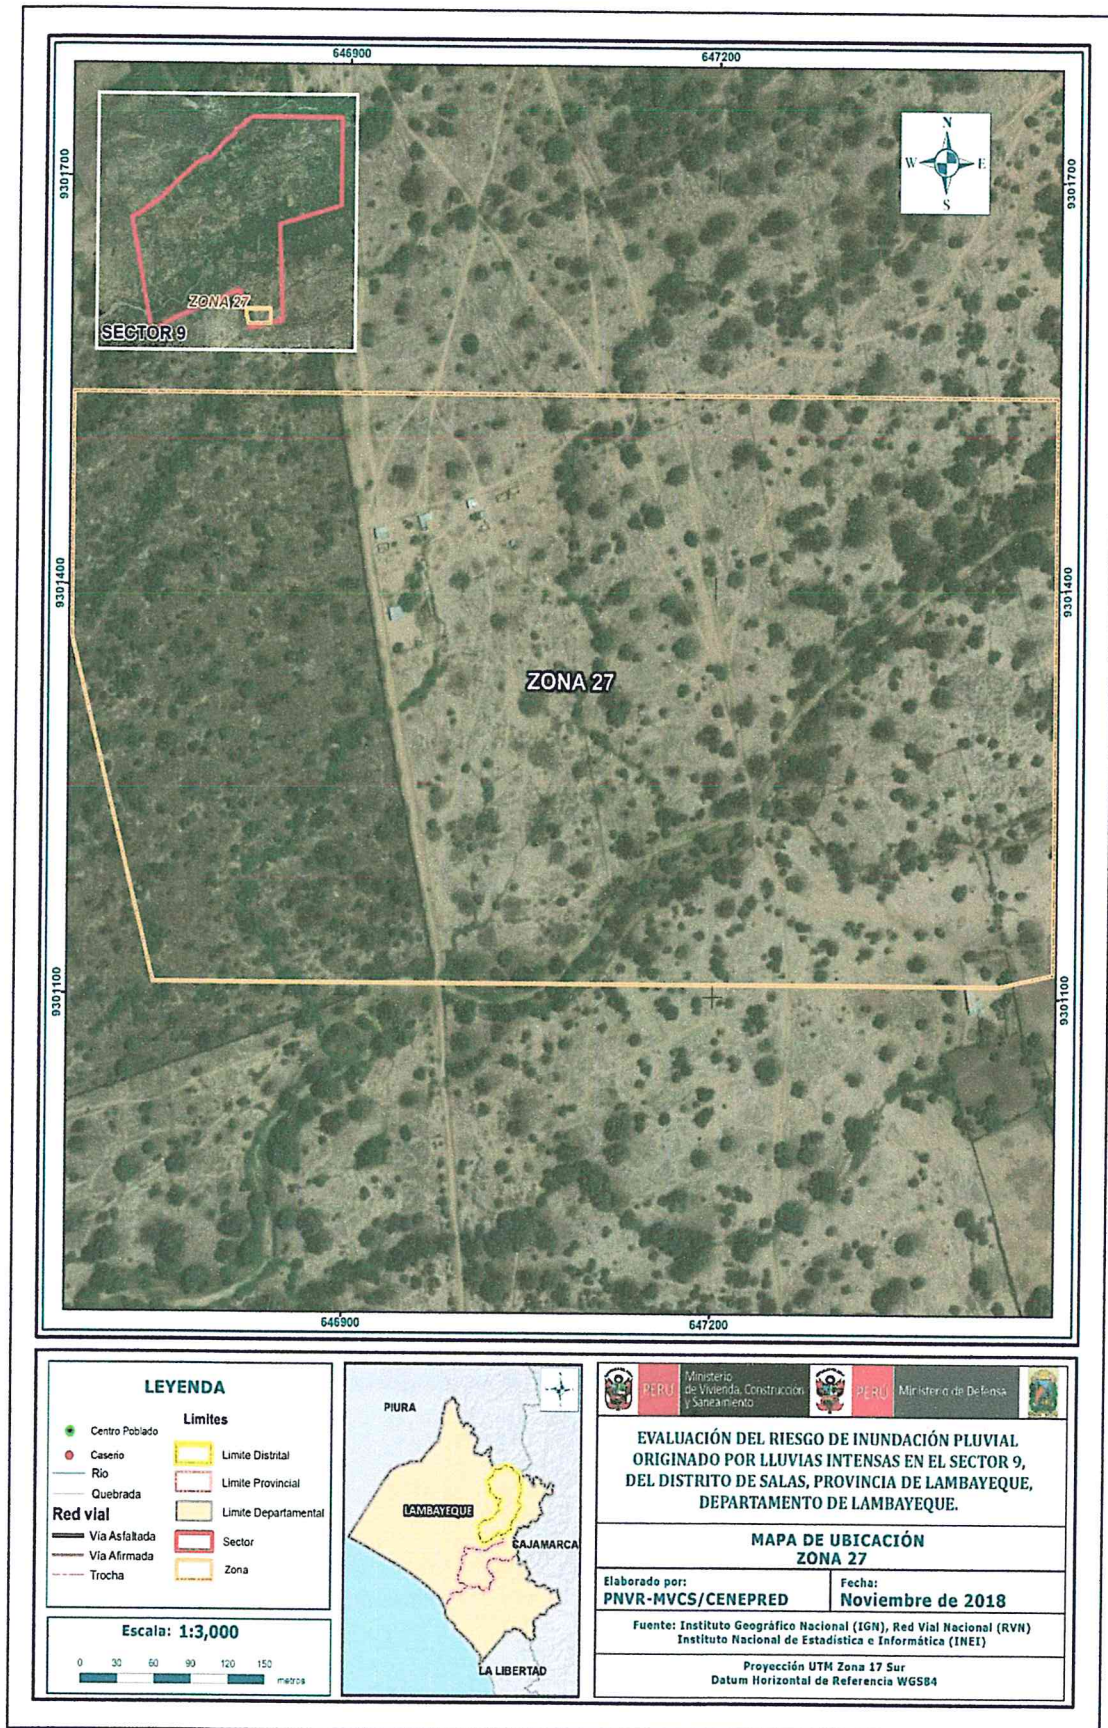 646900
647200
9301700
9301700
N
W
E
S
ZONA 27
SECTOR 9
9301400
9301400
ZONA 27
9301100
9301100
646900
647200
LEYENDA
Centro Poblado
Caserio
Rio
Quebrada
Red vial
Vía Asfaltada
Vía Afirmada
Trocha
Limites
Limite Distrital
Limite Provincial
Limite Departamental
Sector
Zona
Escala: 1:3,000
0 30 60 90 120 150
metros
PIURA
LAMBAYEQUE
CAJAMARCA
LA LIBERTAD
PERÚ
Ministerio
de Vivienda, Construcción
y Saneamiento
PERÚ
Ministerio de Defensa
EVALUACIÓN DEL RIESGO DE INUNDACIÓN PLUVIAL
ORIGINADO POR LLUVIAS INTENSAS EN EL SECTOR 9,
DEL DISTRITO DE SALAS, PROVINCIA DE LAMBAYEQUE,
DEPARTAMENTO DE LAMBAYEQUE.
MAPA DE UBICACIÓN
ZONA 27
Elaborado por:
PNVR-MVCS/CENEPRED
Fecha:
Noviembre de 2018
Fuente: Instituto Geográfico Nacional (IGN), Red Vial Nacional (RVN)
Instituto Nacional de Estadística e Informática (INEI)
Proyección UTM Zona 17 Sur
Datum Horizontal de Referencia WGS84